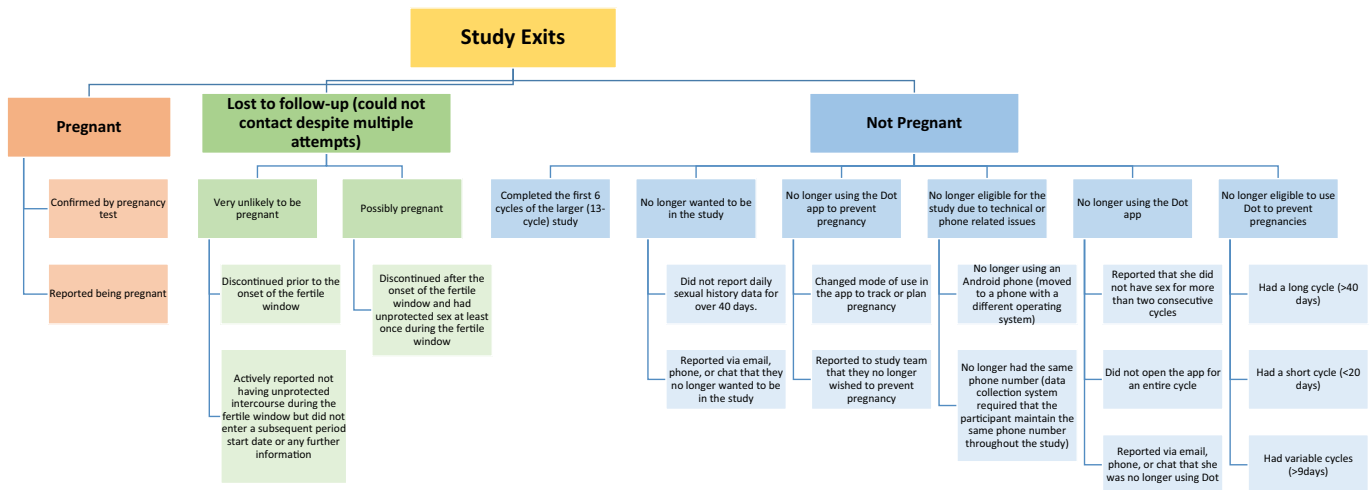 Study Exits
Pregnant
Lost to follow-up (could not
contact despite multiple
attempts)
Not Pregnant
Confirmed by pregnancy
test
Reported being pregnant
Very unlikely to be
pregnant
Possibly pregnant
Discontinued prior to the
onset of the fertile
window
Actively reported not
having unprotected
intercourse during the
fertile window but did not
enter a subsequent period
start date or any further
information
Discontinued after the
onset of the fertile
window and had
unprotected sex at least
once during the fertile
window
Completed the first 6
cycles of the larger (13-
cycle) study
No longer wanted to be
in the study
Did not report daily
sexual history data for
over 40 days.
Reported via email,
phone, or chat that they
no longer wanted to be
in the study
No longer using the Dot
app to prevent
pregnancy
Changed mode of use in
the app to track or plan
pregnancy
Reported to study team
that they no longer
wished to prevent
pregnancy
No longer eligible for the
study due to technical or
phone related issues
No longer using an
Android phone (moved
to a phone with a
different operating
system)
No longer had the same
phone number (data
collection system
required that the
participant maintain the
same phone number
throughout the study)
No longer using the Dot
app
Reported that she did
not have sex for more
than two consecutive
cycles
Did not open the app for
an entire cycle
Reported via email,
phone, or chat that she
was no longer using Dot
No longer eligible to use
Dot to prevent
pregnancies
Had a long cycle (>40
days)
Had a short cycle (<20
days)
Had variable cycles
(>9days)